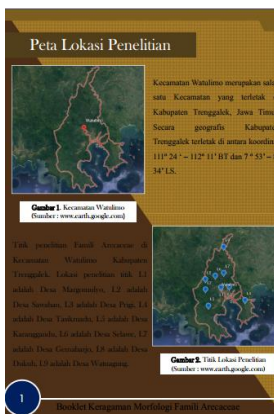 Peta Lokasi Penelitian
Kecamatan Watulimo merupakan salah
satu Kecamatan yang terletak
Kabupaten Trenggalek, Jawa Timur
Secara geografis Kabupaten
Trenggalek terletak di antara koordinat
111° 24' – 112° 11' BT dan 7° 53' –
34' LS.
Gambar 1. Kecamatan Watulimo
(Sumber : www.earth.google.com)
Titik penelitian Famili Arecaceae di
Kecamatan Watulimo Kabupaten
Trenggalek. Lokasi penelitian titik L1
adalah Desa Margomulyo, L2 adalah
Desa Sawahan, L3 adalah Desa Prigi, L4
adalah Desa Tasikmadu, L5 adalah Desa
Karanggandu, L6 adalah Desa Slawe, L7
adalah Desa Gemaharjo, L8 adalah Desa
Dukuh, L9 adalah Desa Watuagung.
Gambar 2. Titik Lokasi Penelitian
(Sumber : www.earth.google.com)
1
Booklet Keragaman Morfologi Famili Arecaceae